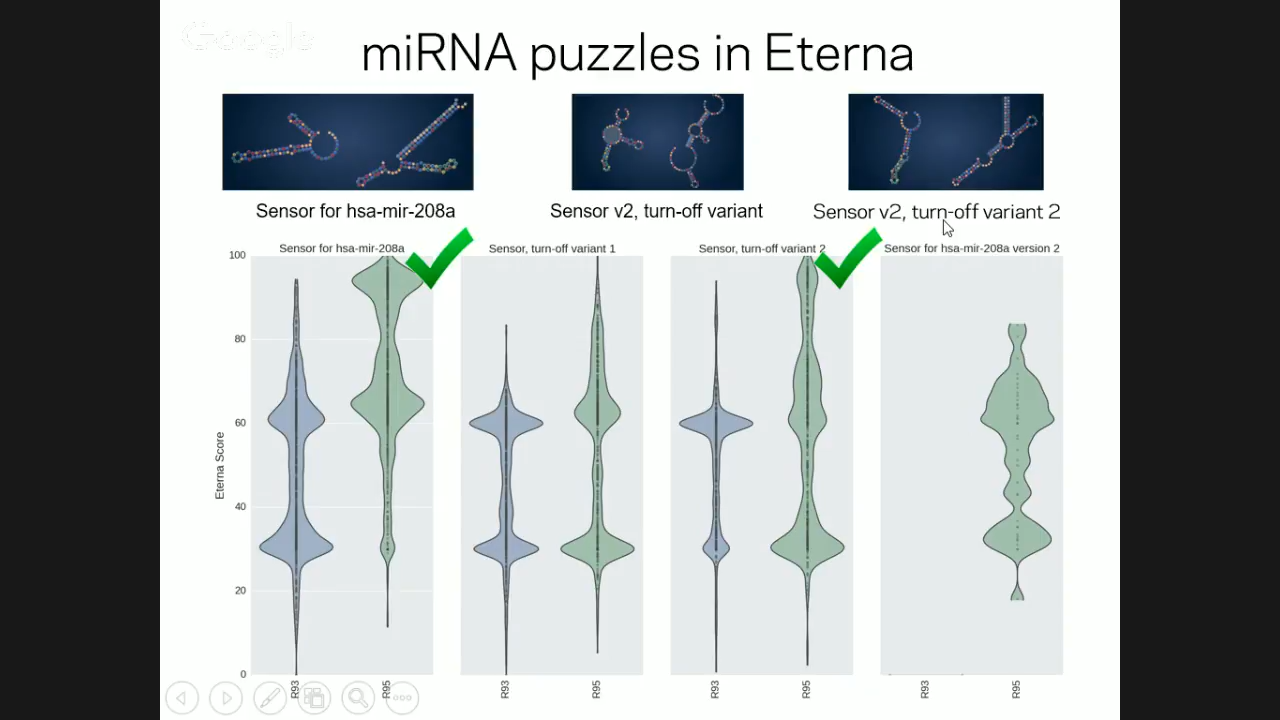 Google
miRNA puzzles in Eterna
Sensor for hsa-mir-208a
Sensor v2, turn-off variant
Sensor v2, turn-off variant 2
Sensor for hsa-mir-208a
Sensor, turn-off variant 1
Sensor, turn-off variant 2
Sensor for hsa-mir-208a version 2
Eterna Score
100
80
60
40
20
0
R93
R95
R93
R95
R93
R95
R93
R95